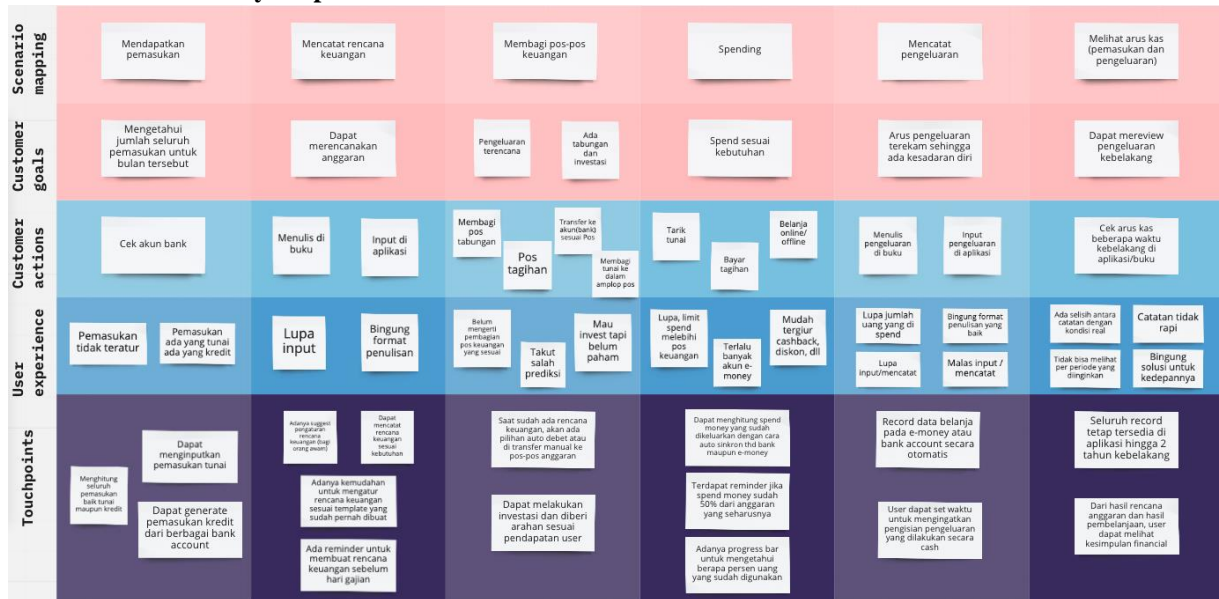 Scenario
mapping
Mendapatkan
pemasukan
Mencatat rencana
keuangan
Membagi pos-pos
keuangan
Spending
Mencatat
pengeluaran
Melihat arus kas
(pemasukan dan
pengeluaran)
Customer
goals
Mengetahui
jumlah seluruh
pemasukan untuk
bulan tersebut
Dapat
merencanakan
anggaran
Pengeluaran
terencana
Ada
tabungan
dan
investasi
Spend sesuai
kebutuhan
Arus pengeluaran
terekam sehingga
ada kesadaran diri
Dapat mereview
pengeluaran
kebelakang
Customer
actions
Cek akun bank
Menulis di
buku
Input di
aplikasi
Membagi
pos
tabungan
Pos
tagihan
Transfer ke
akun(bank)
sesuai Pos
Membagi
tunai ke
dalam
amplop pos
Tarik
tunai
Bayar
tagihan
Belanja
online/
offline
Menulis
pengeluaran
di buku
Input
pengeluaran
di aplikasi
Cek arus kas
beberapa waktu
kebelakang di
aplikasi/buku
User
experience
Pemasukan
tidak teratur
Pemasukan
ada yang tunai
ada yang kredit
Lupa
input
Bingung
format
penulisan
Belum
mengerti
pembagian
pos keuangan
yang sesuai
Takut
salah
prediksi
Mau
invest tapi
belum
paham
Lupa, limit
spend
melebihi
pos
keuangan
Terlalu
banyak
akun e-
money
Mudah
tergiur
cashback,
diskon, dll
Lupa jumlah
uang yang di
spend
Bingung format
penulisan yang
baik
Lupa
input/mencatat
Malas input /
mencatat
Ada selisih antara
catatan dengan
kondisi real
Catatan tidak
rapi
Tidak bisa melihat
per periode yang
diinginkan
Bingung
solusi untuk
kedepannya
Touchpoints
Menghitung
seluruh
pemasukan
baik tunai
maupun kredit
Dapat
menginputkan
pemasukan tunai
Dapat generate
pemasukan kredit
dari berbagai bank
account
Adanya suggest
pengaturan
rencana
keuangan (bagi
orang awam)
Dapat
mencatat
rencana
keuangan
sesuai
kebutuhan
Adanya kemudahan
untuk mengatur
rencana keuangan
sesuai template yang
sudah pernah dibuat
Ada reminder untuk
membuat rencana
keuangan sebelum
hari gajian
Saat sudah ada rencana
keuangan, akan ada
pilihan auto debet atau
di transfer manual ke
pos-pos anggaran
Dapat melakukan
investasi dan diberi
arahan sesuai
pendapatan user
Dapat menghitung spend
money yang sudah
dikeluarkan dengan cara
auto sinkron thd bank
maupun e-money
Terdapat reminder jika
spend money sudah
50% dari anggaran
yang seharusnya
Adanya progress bar
untuk mengetahui
berapa persen uang
yang sudah digunakan
Record data belanja
pada e-money atau
bank account secara
otomatis
User dapat set waktu
untuk mengingatkan
pengisian pengeluaran
yang dilakukan secara
cash
Seluruh record
tetap tersedia di
aplikasi hingga 2
tahun kebelakang
Dari hasil rencana
anggaran dan hasil
pembelanjaan, user
dapat melihat
kesimpulan financial